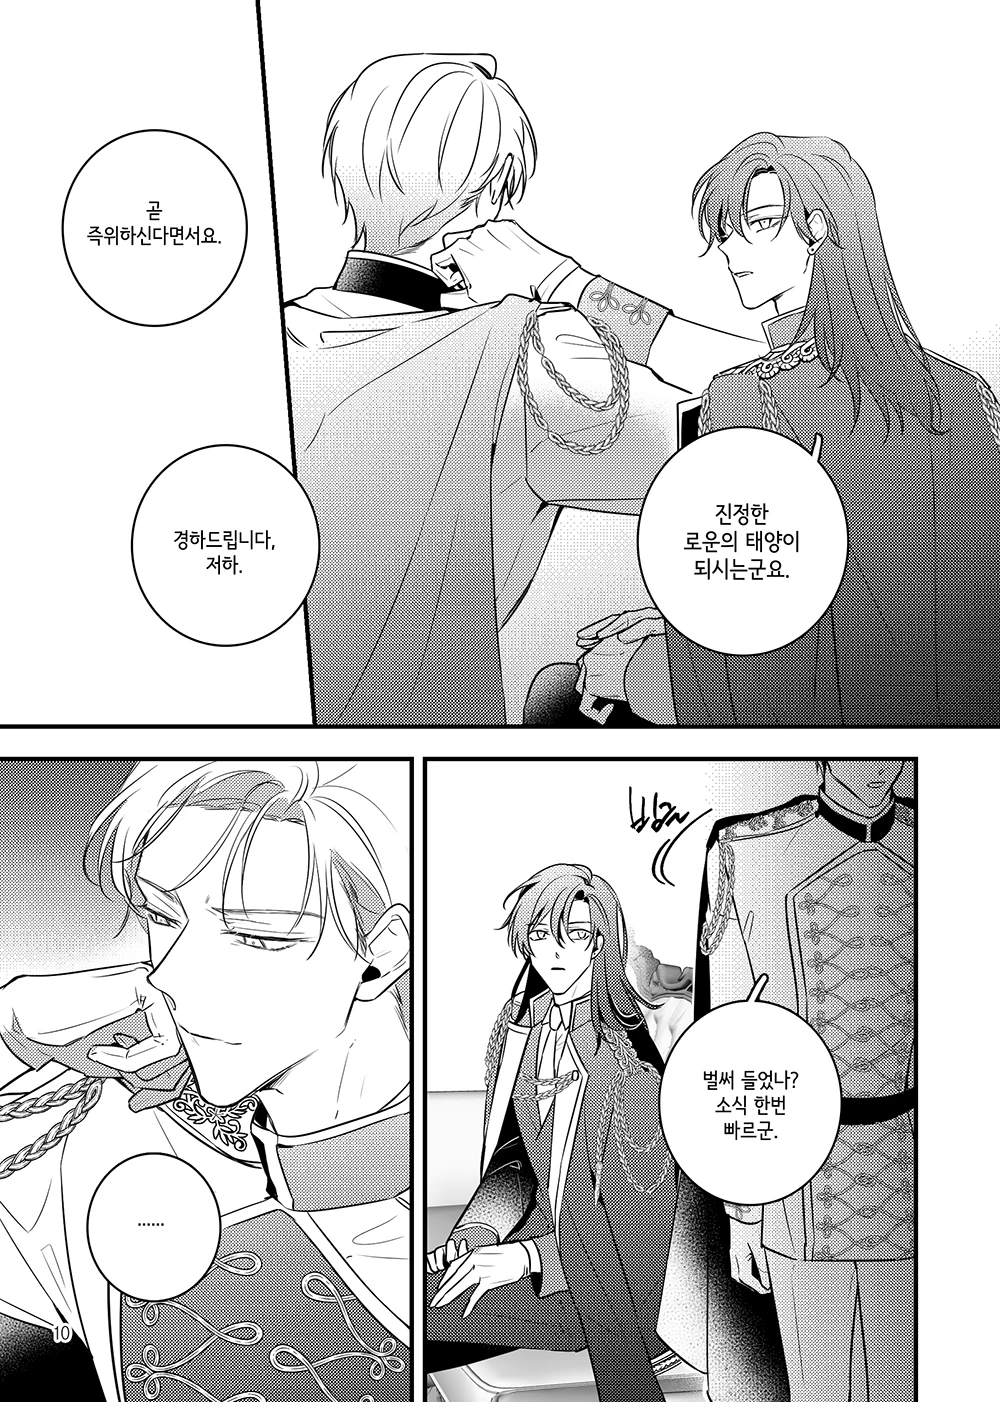 곧
즉위하신다면서요.
진정한
로운의 태양이
되시는군요.
경하드립니다,
저하.
벌써 들었나?
소식 한번
빠르군.
......
10